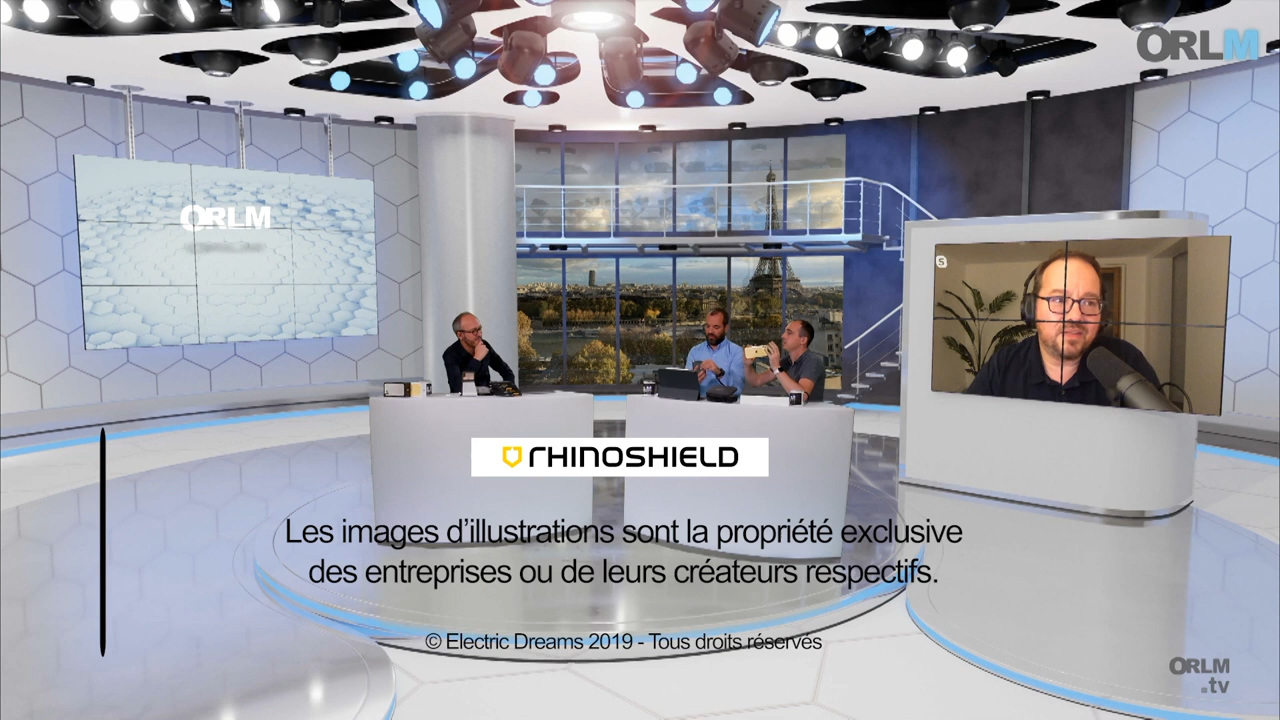 ORLM
ORLM
S
RHINOSHIELD
Les images d'illustrations sont la propriété exclusive
des entreprises ou de leurs créateurs respectifs.
© Electric Dreams 2019 - Tous droits réservés
ORLM
.tv